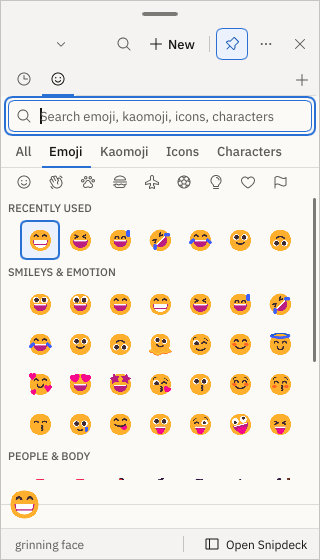 New
Search emoji, kaomoji, icons, characters
All Emoji Kaomoji Icons Characters
RECENTLY USED
SMILEYS & EMOTION
PEOPLE & BODY
grinning face Open Snipdeck